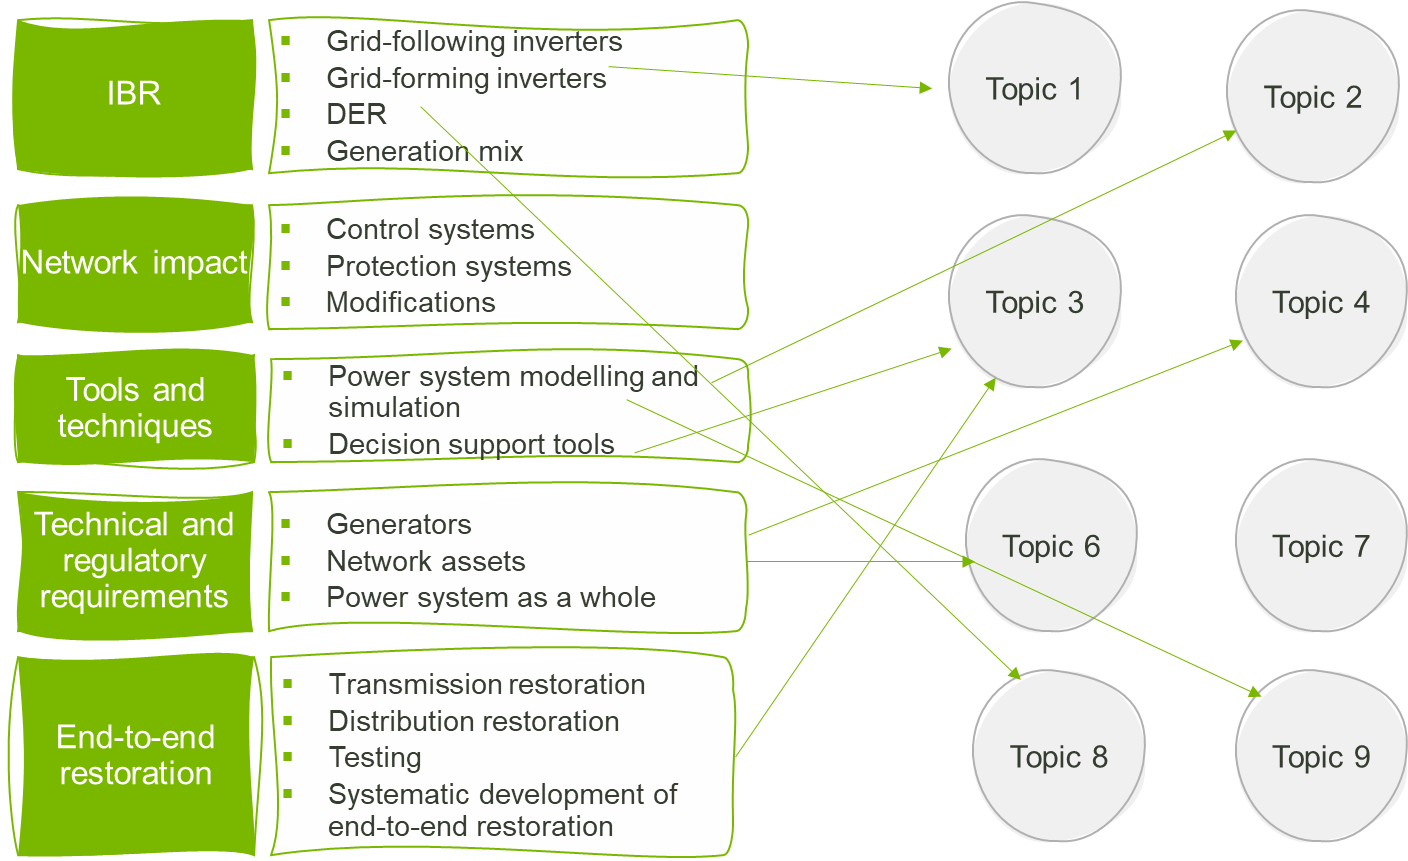 IBR
Grid-following inverters
Grid-forming inverters
DER
Generation mix
Network impact
Control systems
Protection systems
Modifications
Tools and
techniques
Power system modelling and
simulation
Decision support tools
Technical and
regulatory
requirements
Generators
Network assets
Power system as a whole
End-to-end
restoration
Transmission restoration
Distribution restoration
Testing
Systematic development of
end-to-end restoration
Topic 1
Topic 2
Topic 3
Topic 4
Topic 6
Topic 7
Topic 8
Topic 9